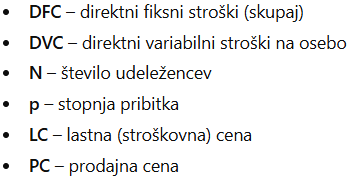 • DFC – direktni fiksni stroški (skupaj)
• DVC – direktni variabilni stroški na osebo
• N – število udeležencev
• p – stopnja pribitka
• LC – lastna (stroškovna) cena
• PC – prodajna cena